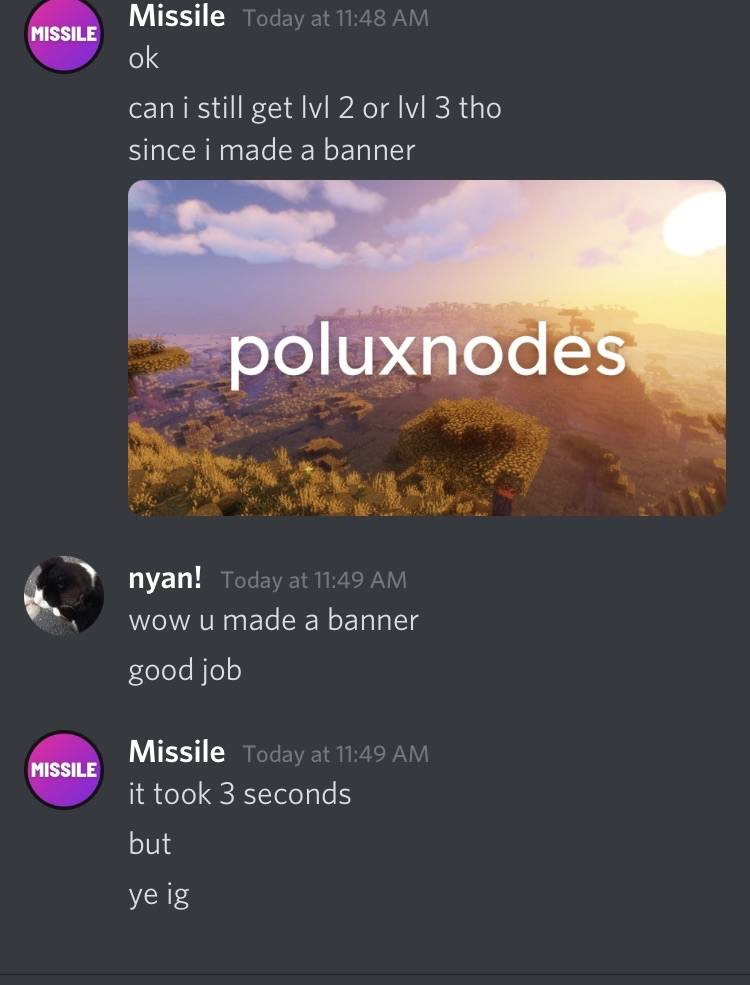 MISSILE
Missile Today at 11:48 AM
ok
can i still get lvl 2 or lvl 3 tho
since i made a banner
poluxnodes
nyan! Today at 11:49 AM
wow u made a banner
good job
MISSILE
Missile Today at 11:49 AM
it took 3 seconds
but
ye ig